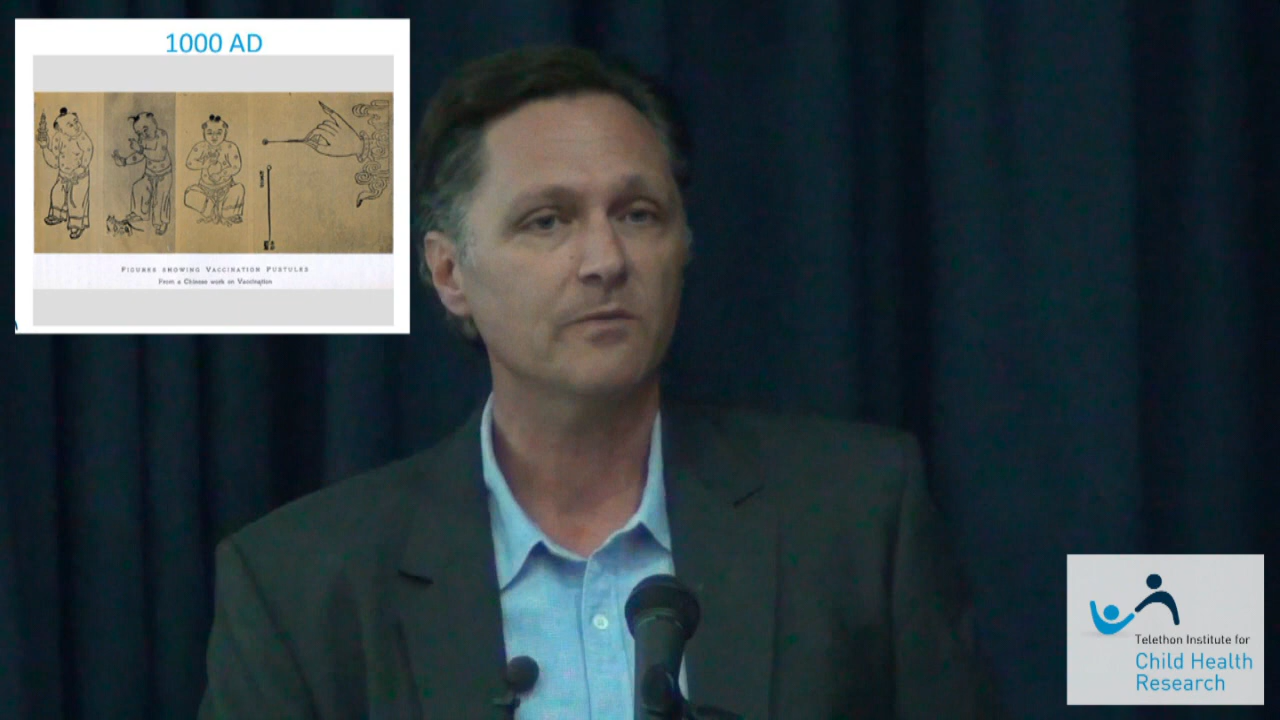 1000 AD
FIGURES SHOWING VACCINATION PUSTULES
From a Chinese work on Vaccination
Telethon Institute for
Child Health
Research